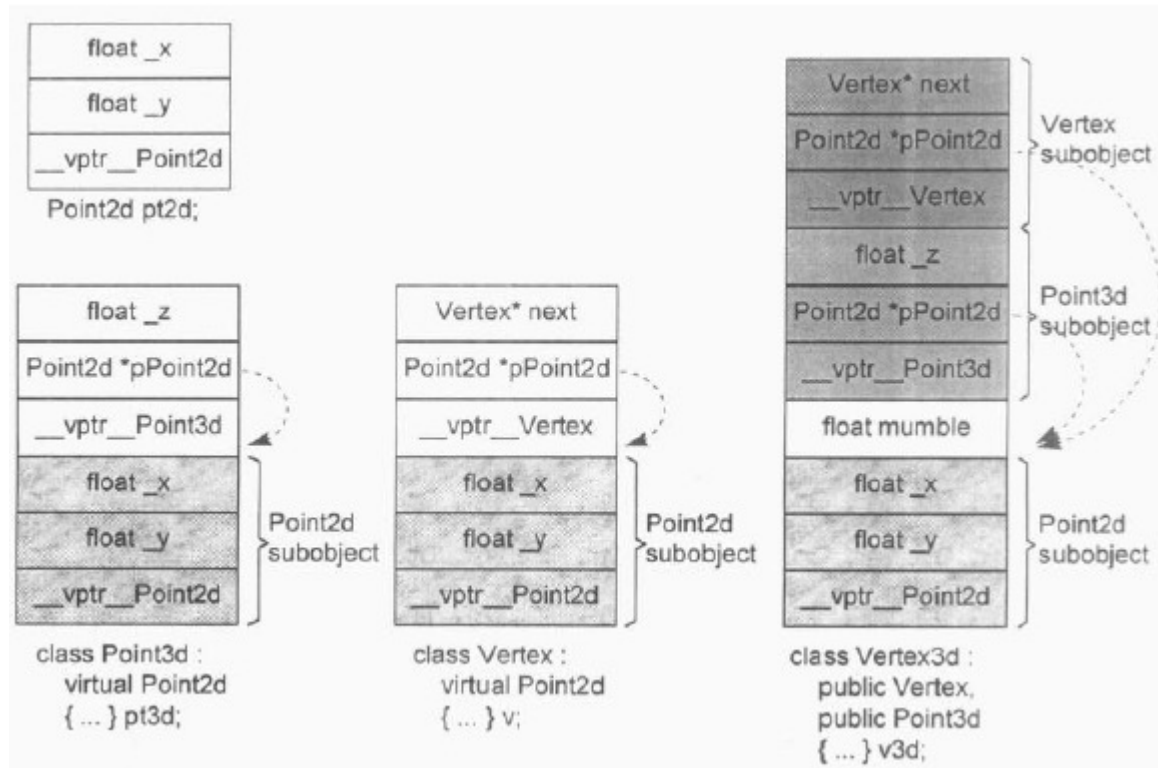 float _x
float _y
__vptr__Point2d
Point2d pt2d;
float _z
Point2d *pPoint2d
__vptr__Point3d
float _x
float _y
__vptr__Point2d
Point2d
subobject
class Point3d :
virtual Point2d
{ ... } pt3d;
Vertex* next
Point2d *pPoint2d
__vptr__Vertex
float _x
float _y
__vptr__Point2d
Point2d
subobject
class Vertex :
virtual Point2d
{ ... } v;
Vertex* next
Point2d *pPoint2d
__vptr__Vertex
Vertex
subobject
float _z
Point2d *pPoint2d
__vptr__Point3d
Point3d
subobject
float mumble
float _x
float _y
__vptr__Point2d
Point2d
subobject
class Vertex3d :
public Vertex,
public Point3d
{ ... } v3d;